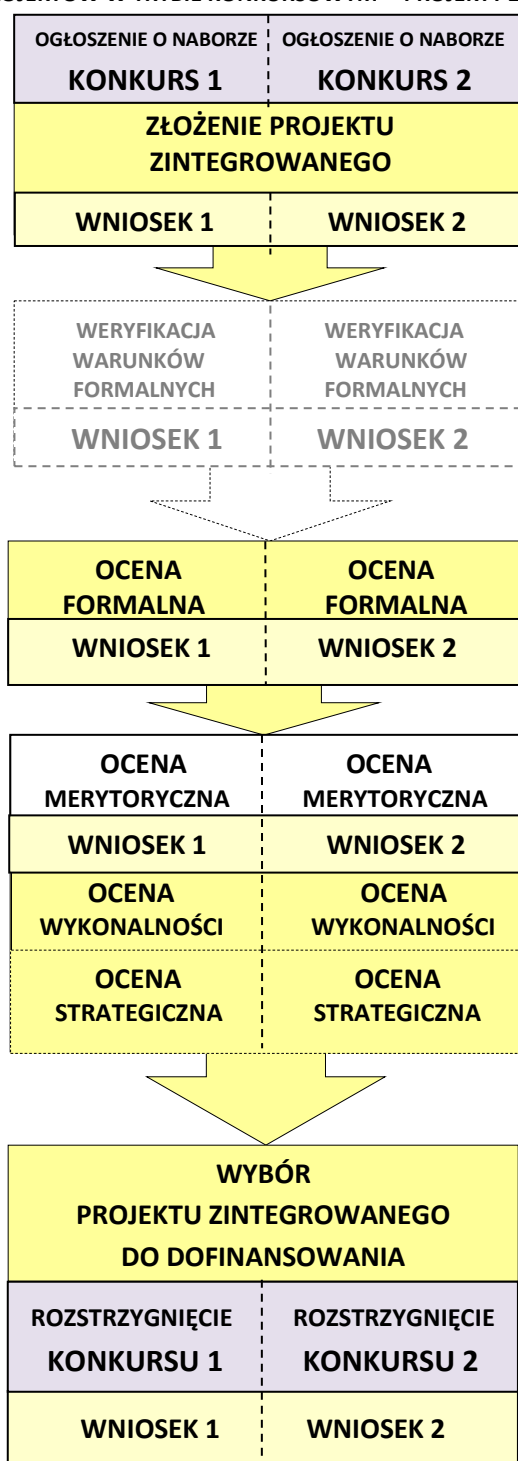 OGŁOSZENIE O NABORZE OGŁOSZENIE O NABORZE
KONKURS 1 KONKURS 2
ZŁOŻENIE PROJEKTU
ZINTEGROWANEGO
WNIOSEK 1 WNIOSEK 2
WERYFIKACJA WERYFIKACJA
WARUNKÓW WARUNKÓW
FORMALNYCH FORMALNYCH
WNIOSEK 1 WNIOSEK 2
OCENA OCENA
FORMALNA FORMALNA
WNIOSEK 1 WNIOSEK 2
OCENA OCENA
MERYTORYCZNA MERYTORYCZNA
WNIOSEK 1 WNIOSEK 2
OCENA OCENA
WYKONALNOŚCI WYKONALNOŚCI
OCENA OCENA
STRATEGICZNA STRATEGICZNA
WYBÓR
PROJEKTU ZINTEGROWANEGO
DO DOFINANSOWANIA
ROZSTRZYGNIĘCIE ROZSTRZYGNIĘCIE
KONKURSU 1 KONKURSU 2
WNIOSEK 1 WNIOSEK 2